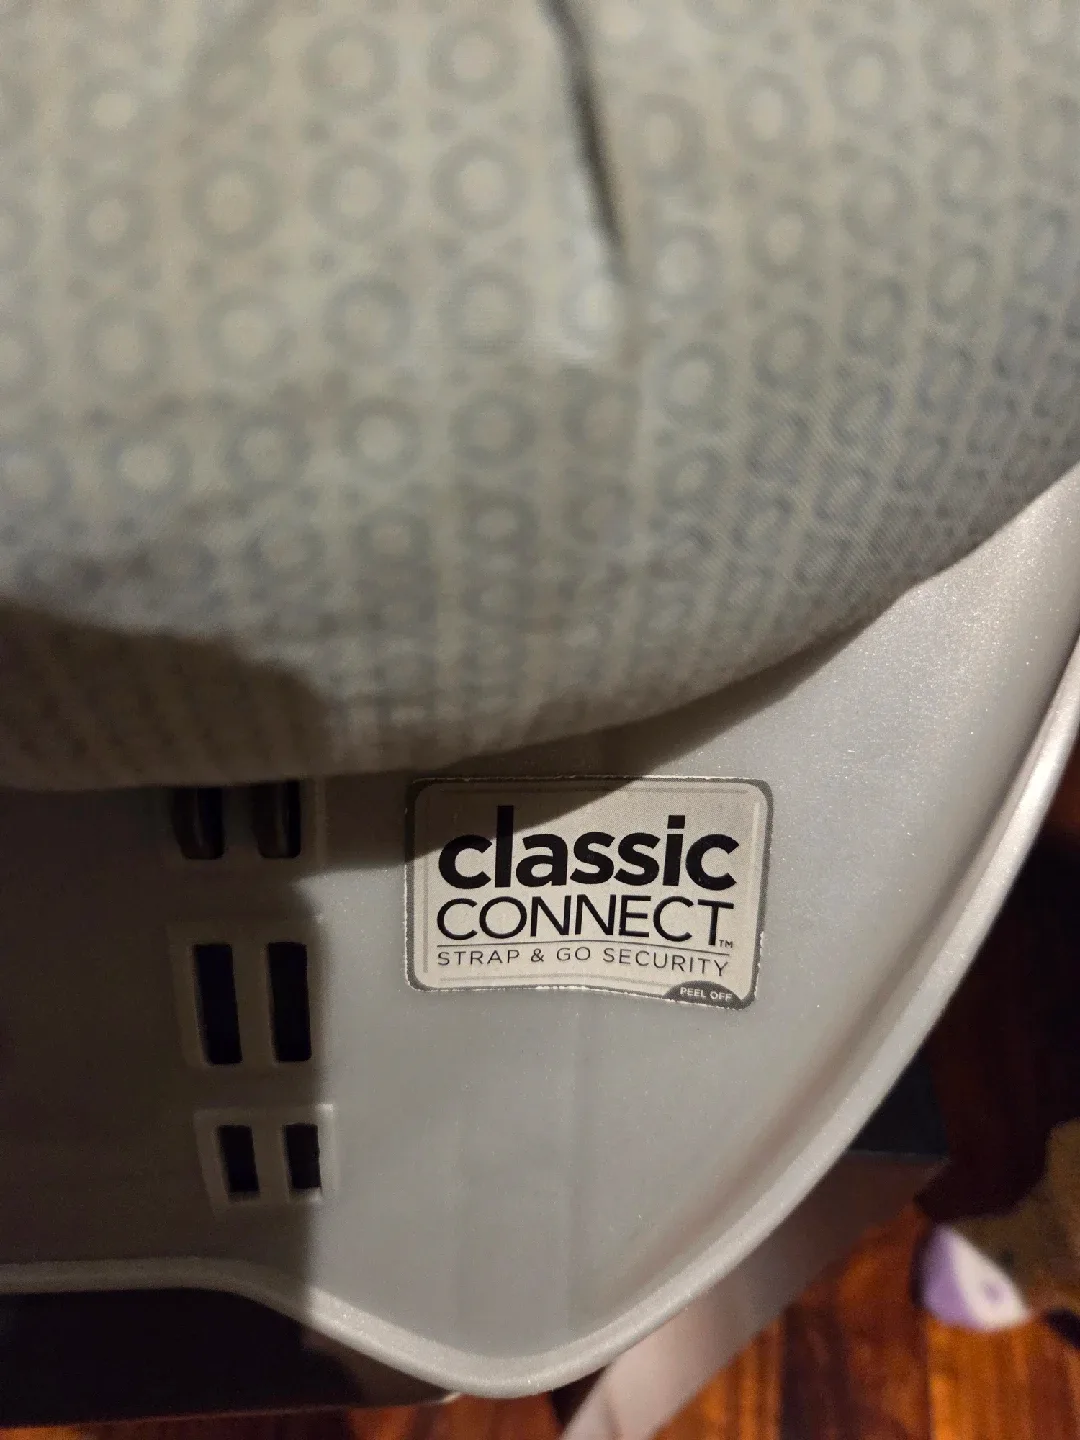 classic
CONNECT™
STRAP & GO SECURITY
PEEL OFF